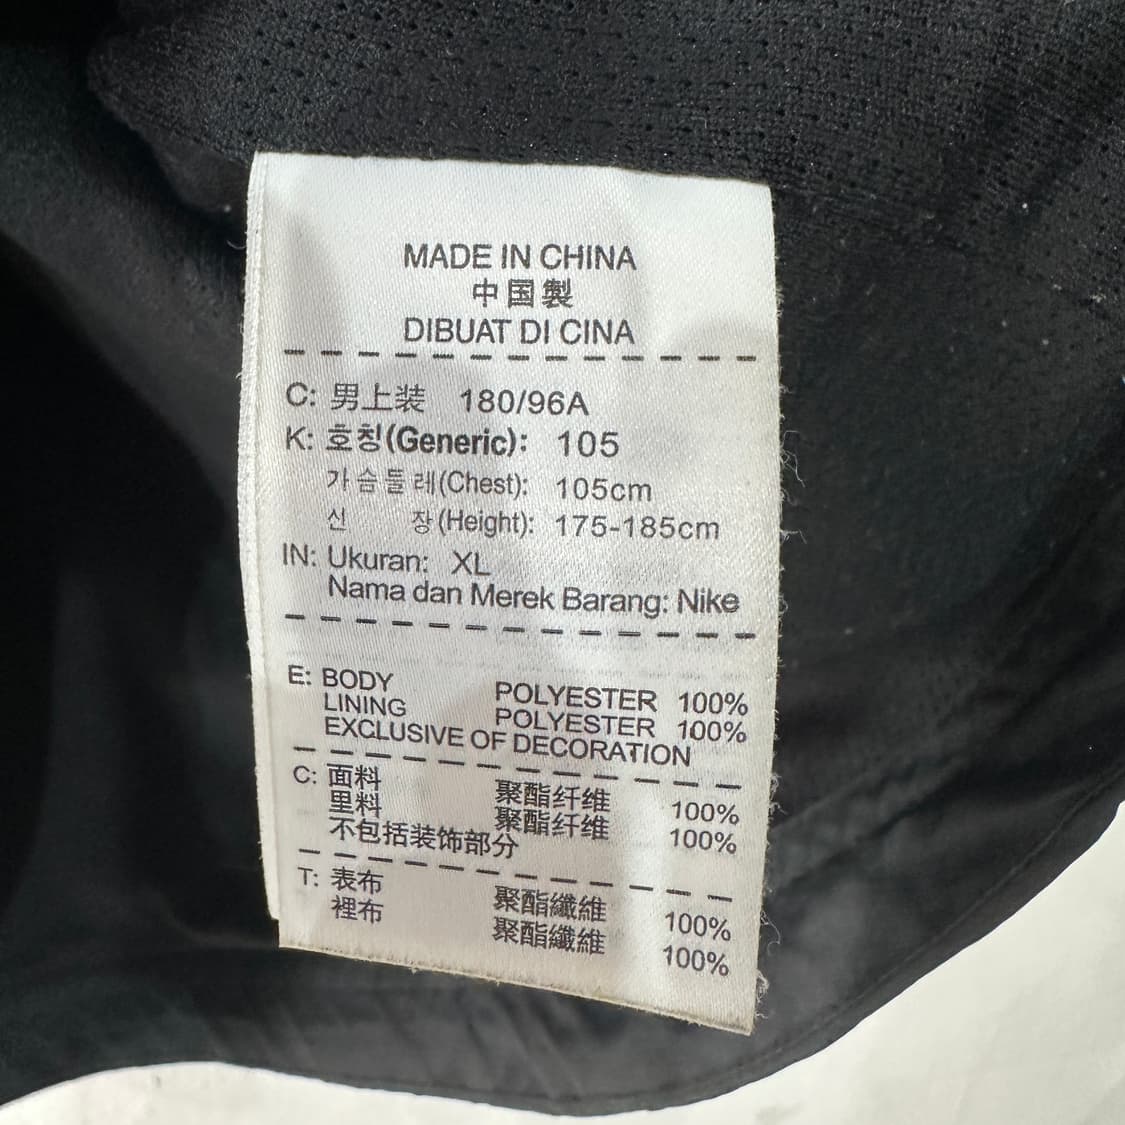 MADE IN CHINA
中国製
DIBUAT DI CINA
C: 男上装 180/96A
K: 호칭(Generic): 105
가슴둘레(Chest): 105cm
신 장(Height): 175-185cm
IN: Ukuran: XL
Nama dan Merek Barang: Nike
E: BODY POLYESTER 100%
LINING POLYESTER 100%
EXCLUSIVE OF DECORATION
C: 面料 聚酯纤维 100%
里料 聚酯纤维 100%
不包括装饰部分
T: 表布 聚酯纖維 100%
裡布 聚酯纖維 100%